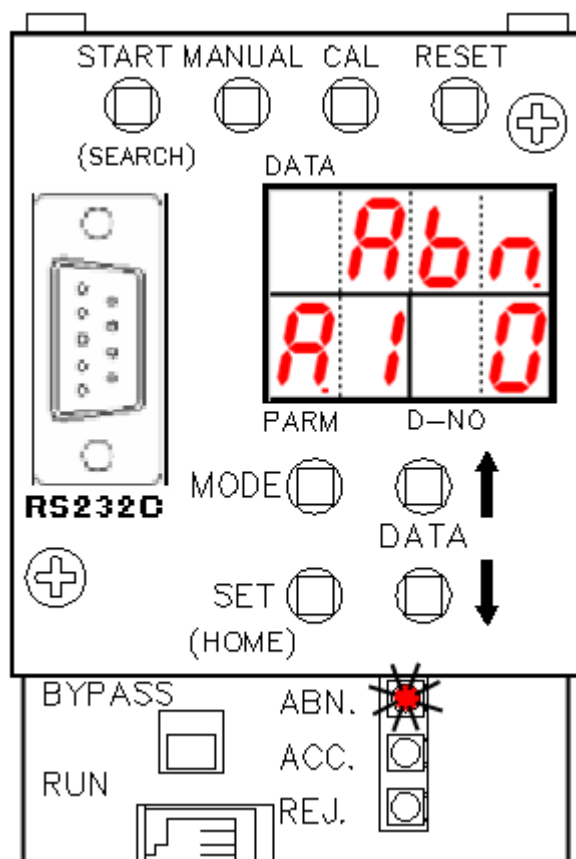 START MANUAL CAL RESET
(SEARCH)
DATA
Abn.
A.1 0
PARM D-NO
RS232C
MODE
DATA
SET
(HOME)
BYPASS
ABN.
ACC.
RUN
REJ.